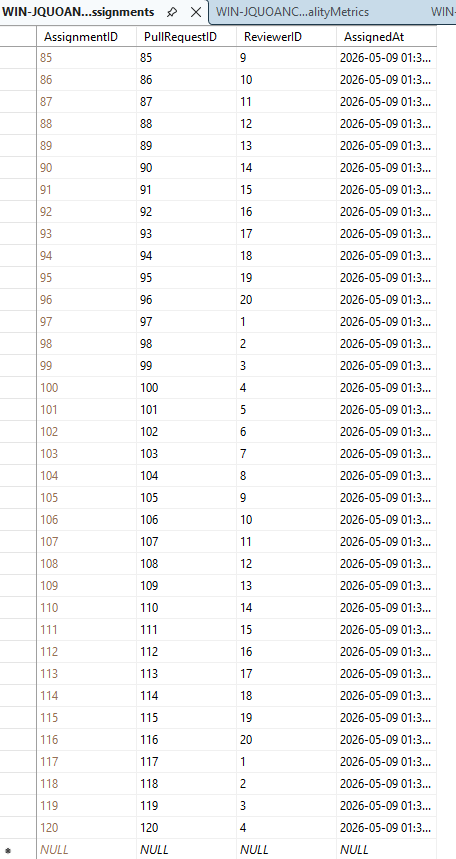 WIN-JQUOAN...ssignments WIN-JQUOANC...alityMetrics WIN-
AssignmentID PullRequestID ReviewerID AssignedAt
85 85 9 2026-05-09 01:3...
86 86 10 2026-05-09 01:3...
87 87 11 2026-05-09 01:3...
88 88 12 2026-05-09 01:3...
89 89 13 2026-05-09 01:3...
90 90 14 2026-05-09 01:3...
91 91 15 2026-05-09 01:3...
92 92 16 2026-05-09 01:3...
93 93 17 2026-05-09 01:3...
94 94 18 2026-05-09 01:3...
95 95 19 2026-05-09 01:3...
96 96 20 2026-05-09 01:3...
97 97 1 2026-05-09 01:3...
98 98 2 2026-05-09 01:3...
99 99 3 2026-05-09 01:3...
100 100 4 2026-05-09 01:3...
101 101 5 2026-05-09 01:3...
102 102 6 2026-05-09 01:3...
103 103 7 2026-05-09 01:3...
104 104 8 2026-05-09 01:3...
105 105 9 2026-05-09 01:3...
106 106 10 2026-05-09 01:3...
107 107 11 2026-05-09 01:3...
108 108 12 2026-05-09 01:3...
109 109 13 2026-05-09 01:3...
110 110 14 2026-05-09 01:3...
111 111 15 2026-05-09 01:3...
112 112 16 2026-05-09 01:3...
113 113 17 2026-05-09 01:3...
114 114 18 2026-05-09 01:3...
115 115 19 2026-05-09 01:3...
116 116 20 2026-05-09 01:3...
117 117 1 2026-05-09 01:3...
118 118 2 2026-05-09 01:3...
119 119 3 2026-05-09 01:3...
120 120 4 2026-05-09 01:3...
NULL NULL NULL NULL